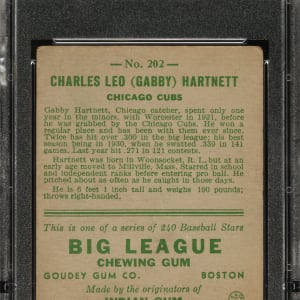 — No. 202 —
CHARLES LEO (GABBY) HARTNETT
CHICAGO CUBS
Gabby Hartnett, Chicago catcher, spent only
one year in the minors, with Worcester in 1921, before
he was grabbed by the Chicago Cubs. He won a
regular place and has been with them ever since.
Twice has hit over .300 in the big league; his best
season being in 1930, when he swatted .339 in 141
games. Last year hit .271 in 121 contests.
Hartnett was born in Woonsocket, R. I., but at an
early age moved to Millville, Mass. Starred in school
and independent ranks before entering pro ball. He
pitched about as often as he caught in those days.
He is 6 feet 1 inch tall and weighs 190 pounds;
throws right-handed.
This is one of a series of 240 Baseball Stars
BIG LEAGUE
CHEWING GUM
GOUDEY GUM CO. BOSTON
Made by the originators of
INDIAN GUM